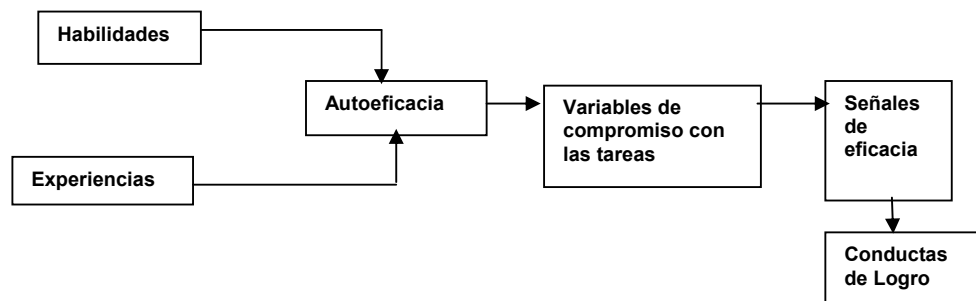 Habilidades
Autoeficacia
Experiencias
Variables de
compromiso con
las tareas
Señales
de
eficacia
Conductas
de Logro